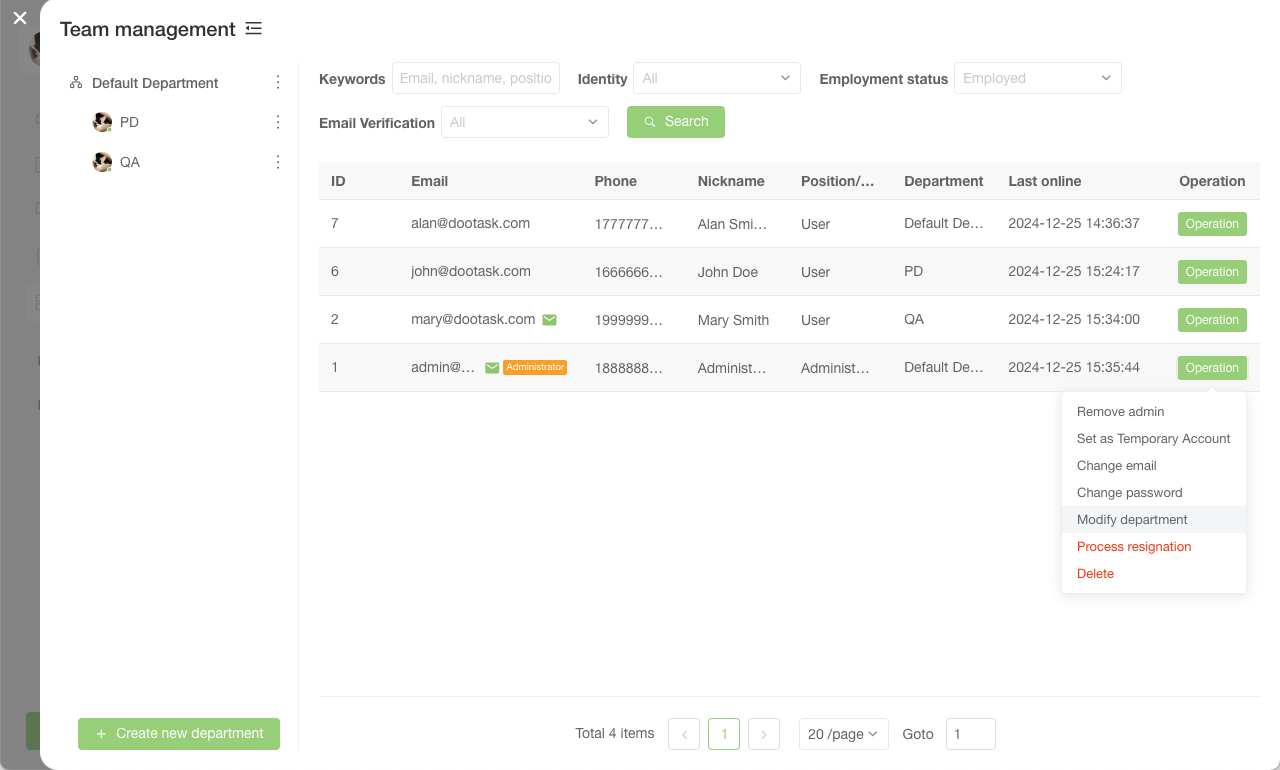 Team management
Default Department
PD
QA
Create new department
Keywords Email, nickname, positio Identity All Employment status Employed
Email Verification All Search
ID Email Phone Nickname Position/... Department Last online Operation
7 alan@dootask.com 1777777... Alan Smi... User Default De... 2024-12-25 14:36:37 Operation
6 john@dootask.com 1666666... John Doe User PD 2024-12-25 15:24:17 Operation
2 mary@dootask.com 1999999... Mary Smith User QA 2024-12-25 15:34:00 Operation
1 admin@... Administrator 1888888... Administ... Administ... Default De... 2024-12-25 15:35:44 Operation
Remove admin
Set as Temporary Account
Change email
Change password
Modify department
Process resignation
Delete
Total 4 items 1 20 /page Goto 1